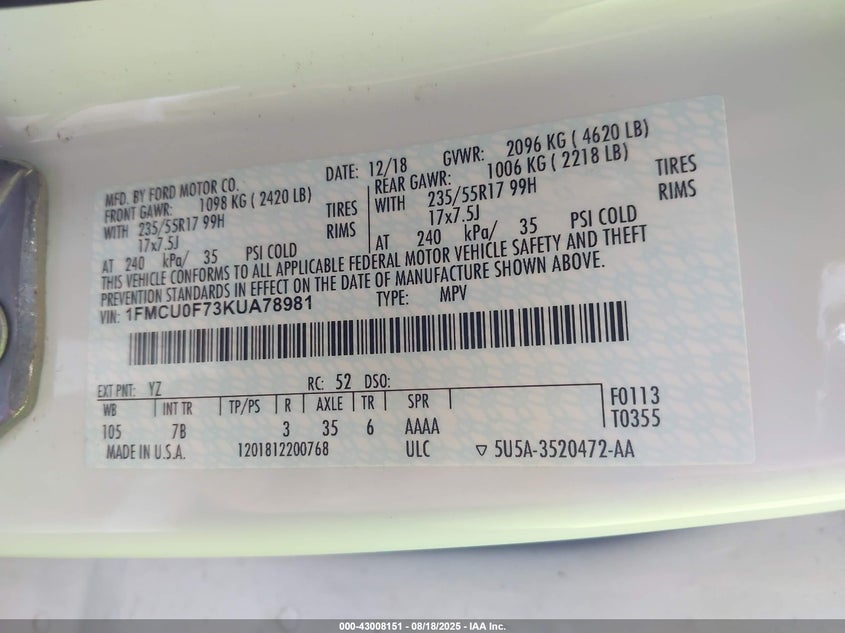 MFD. BY FORD MOTOR CO. DATE: 12/18 GVWR: 2096 KG ( 4620 LB)
FRONT GAWR: 1098 KG ( 2420 LB) REAR GAWR: 1006 KG ( 2218 LB)
WITH 235/55R17 99H TIRES WITH 235/55R17 99H TIRES
17x7.5J RIMS 17x7.5J RIMS
AT 240 kPa/ 35 PSI COLD AT 240 kPa/ 35 PSI COLD
THIS VEHICLE CONFORMS TO ALL APPLICABLE FEDERAL MOTOR VEHICLE SAFETY AND THEFT
PREVENTION STANDARDS IN EFFECT ON THE DATE OF MANUFACTURE SHOWN ABOVE.
VIN: 1FMCU0F73KUA78981 TYPE: MPV
EXT PNT: YZ RC: 52 DSO:
WB INT TR TP/PS R AXLE TR SPR F0113
105 7B 3 35 6 AAAA T0355
MADE IN U.S.A. 1201812200768 ULC ▽ 5U5A-3520472-AA
000-43008151 - 08/18/2025 - IAA Inc.